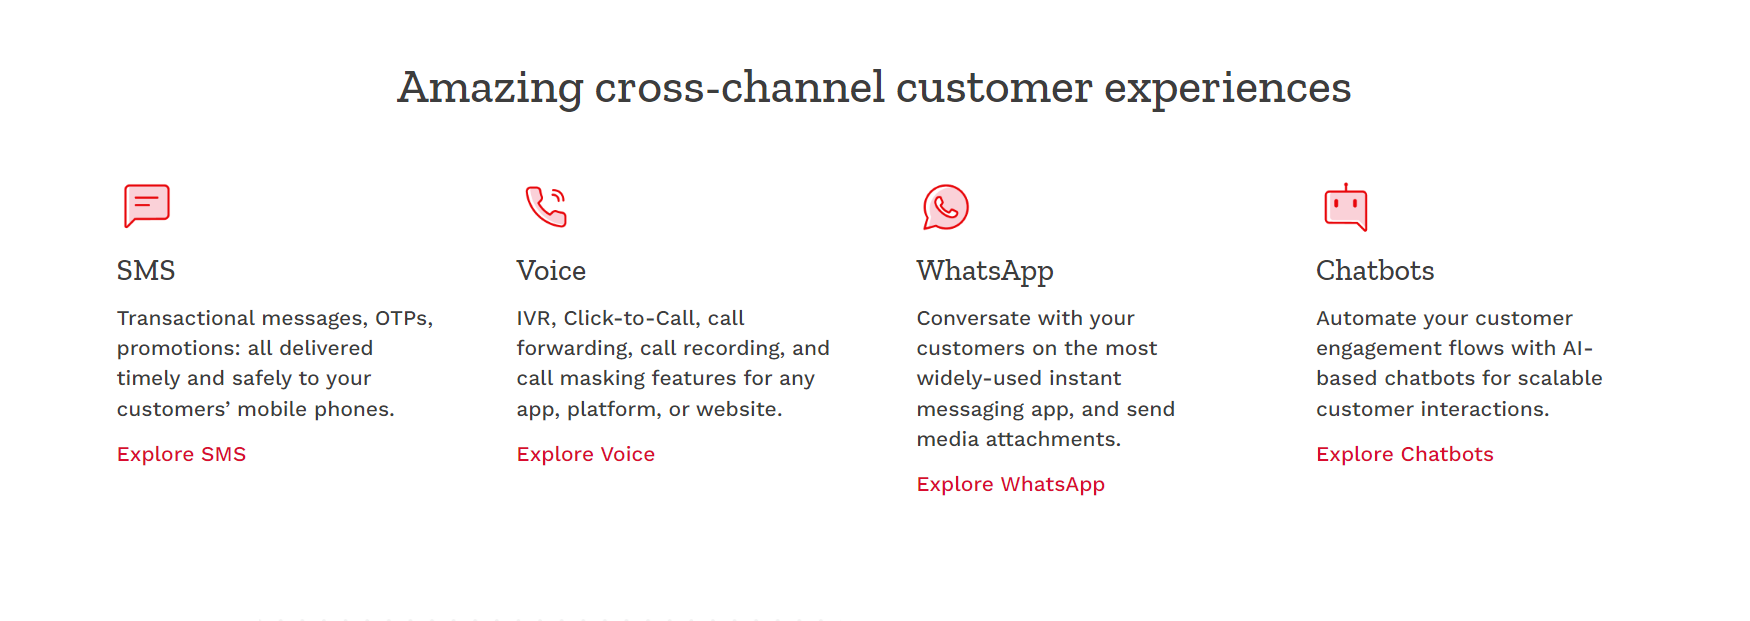 Amazing cross-channel customer experiences
SMS
Transactional messages, OTPs,
promotions: all delivered
timely and safely to your
customers’ mobile phones.
Explore SMS
Voice
IVR, Click-to-Call, call
forwarding, call recording, and
call masking features for any
app, platform, or website.
Explore Voice
WhatsApp
Conversate with your
customers on the most
widely-used instant
messaging app, and send
media attachments.
Explore WhatsApp
Chatbots
Automate your customer
engagement flows with AI-
based chatbots for scalable
customer interactions.
Explore Chatbots